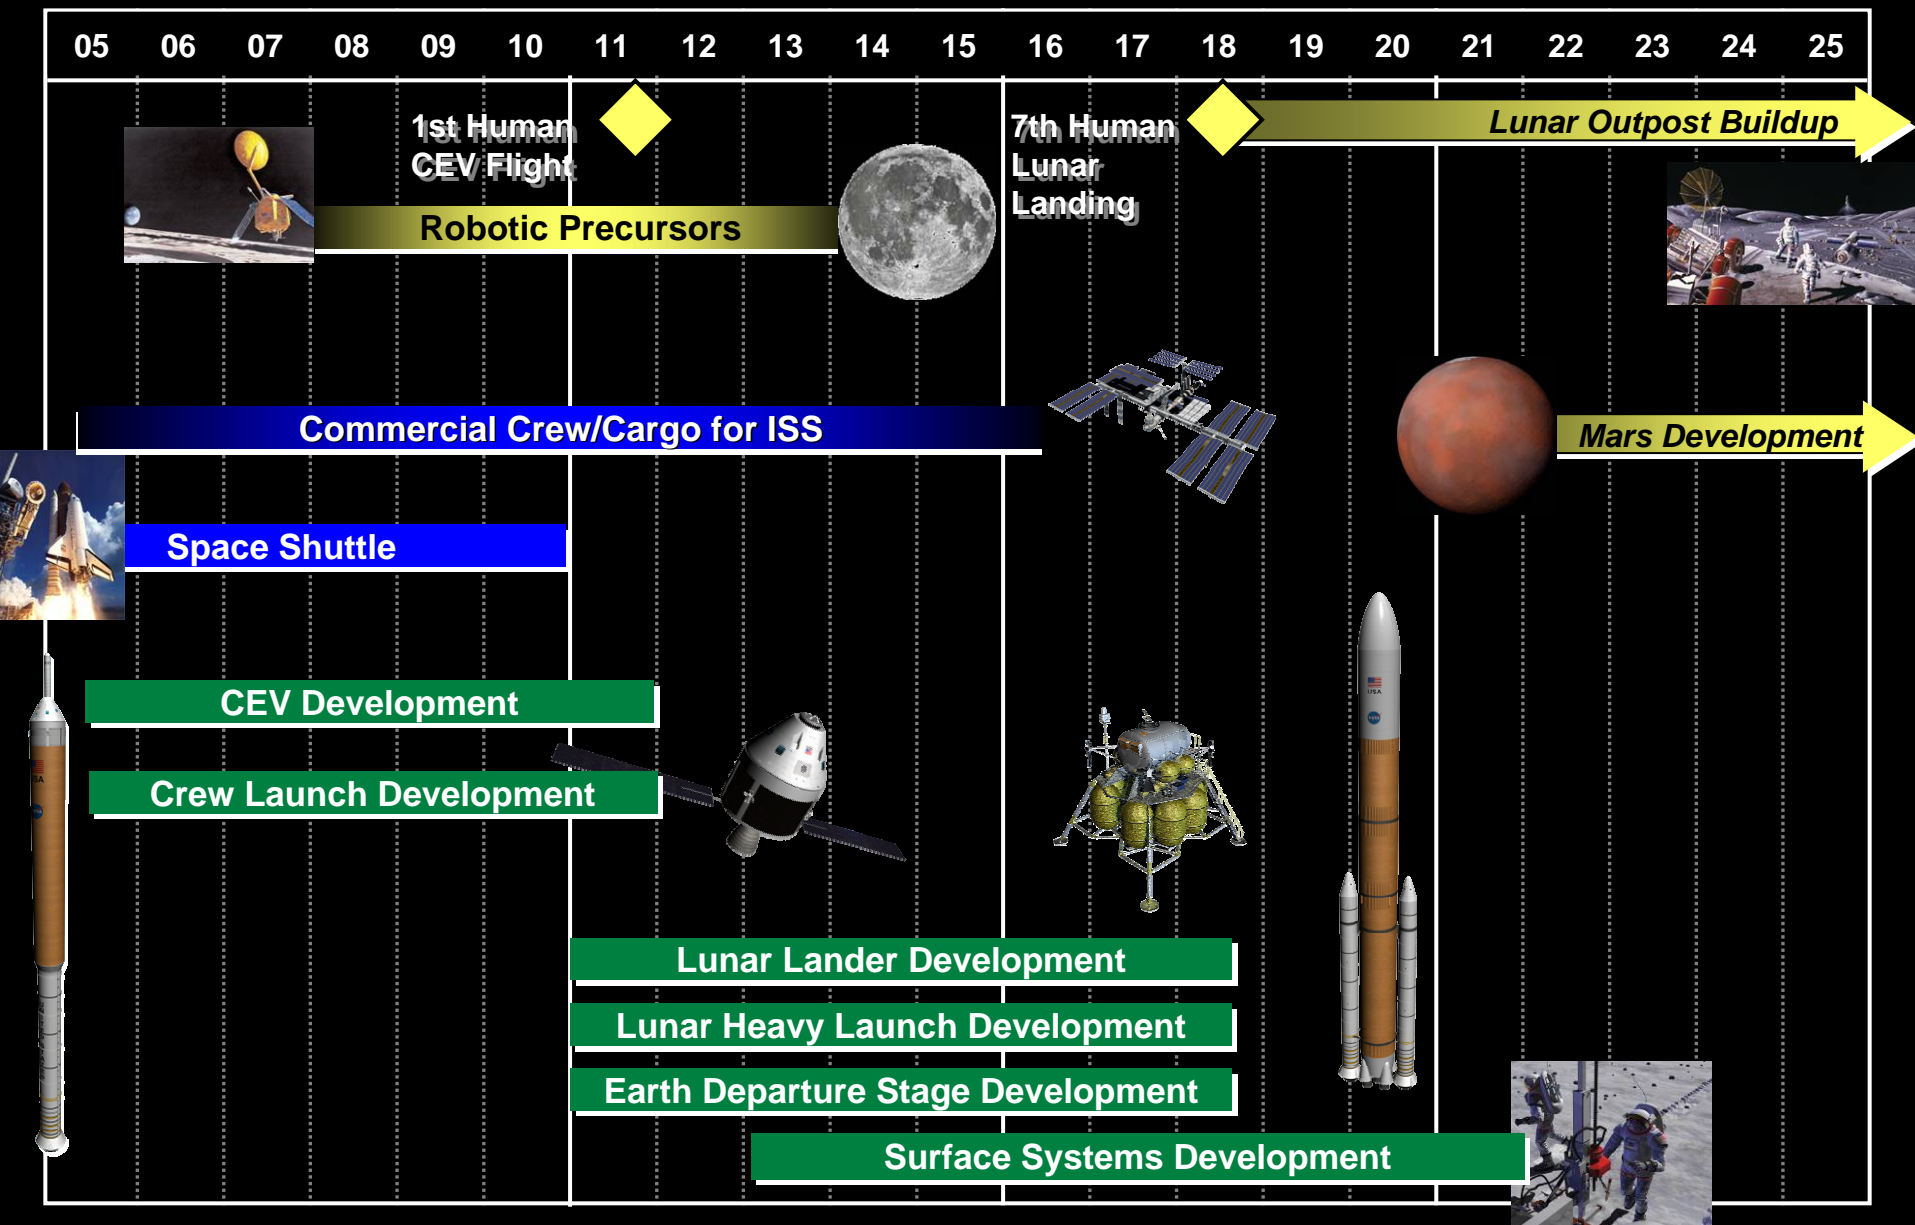 05 06 07 08 09 10 11 12 13 14 15 16 17 18 19 20 21 22 23 24 25
1st Human
CEV Flight
7th Human
Lunar
Landing
Lunar Outpost Buildup
Robotic Precursors
Commercial Crew/Cargo for ISS
Mars Development
Space Shuttle
USA
CEV Development
USA
Crew Launch Development
Lunar Lander Development
Lunar Heavy Launch Development
Earth Departure Stage Development
Surface Systems Development